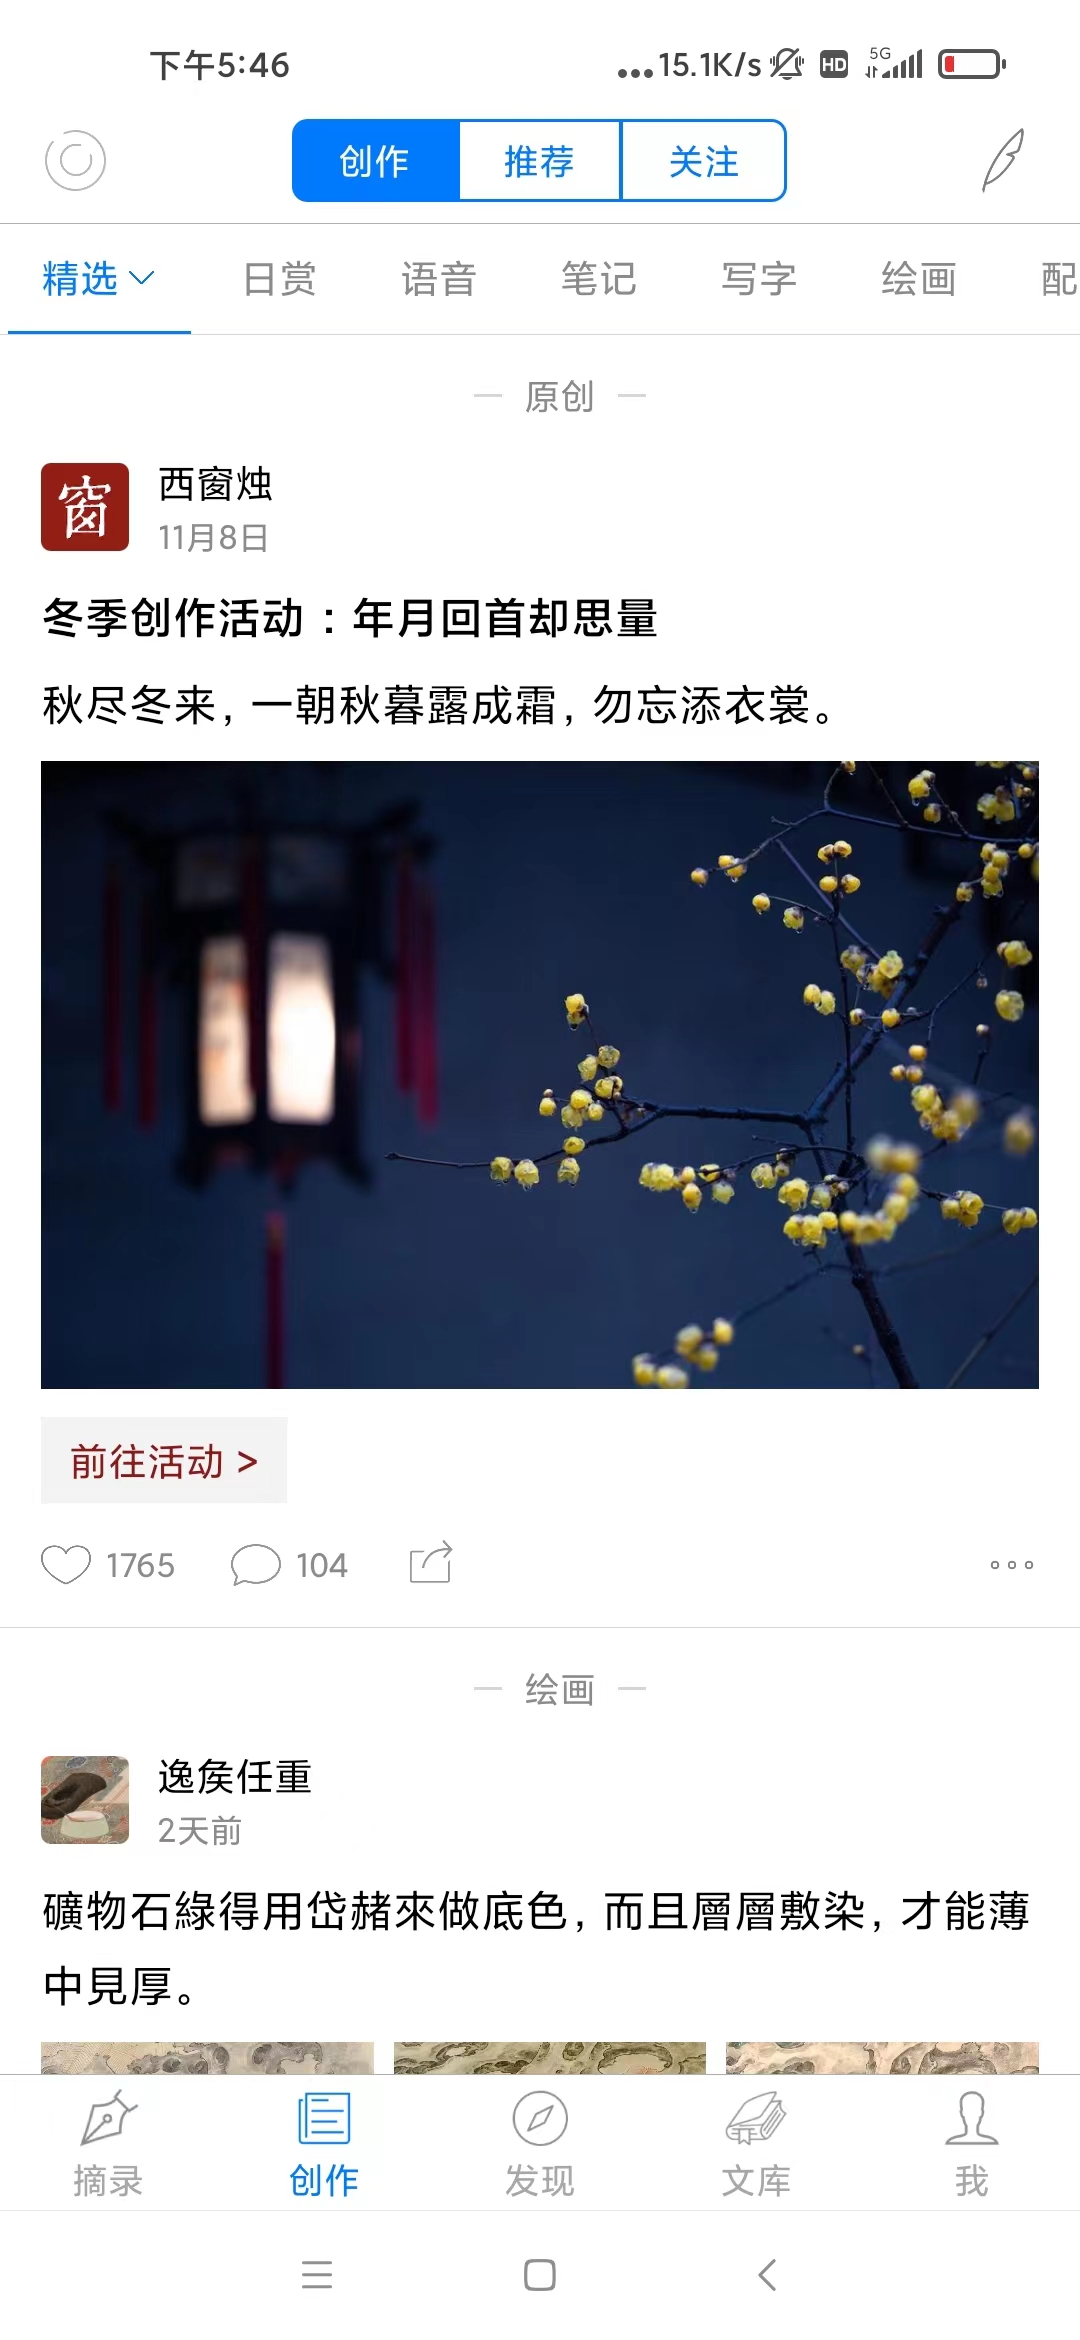 下午5:46
...15.1K/s HD 5G
创作 推荐 关注
精选 日赏 语音 笔记 写字 绘画 配
原创
窗
西窗烛
11月8日
冬季创作活动：年月回首却思量
秋尽冬来，一朝秋暮露成霜，勿忘添衣裳。
前往活动 >
1765 104
绘画
逸矦任重
2天前
礦物石綠得用岱赭來做底色，而且層層敷染，才能薄
中見厚。
摘录 创作 发现 文库 我